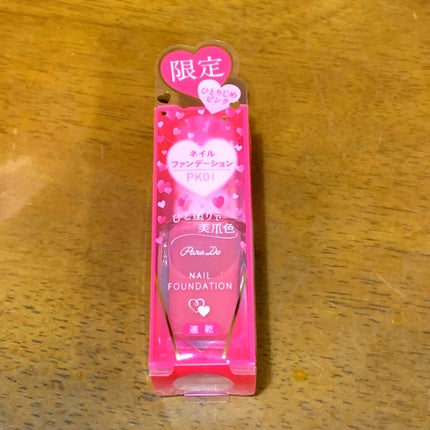 限定
ひとりじめ
ピンク
ネイル
ファンデーション
PK01
ひと塗りで
美爪色
Para Do
NAIL
FOUNDATION
速乾